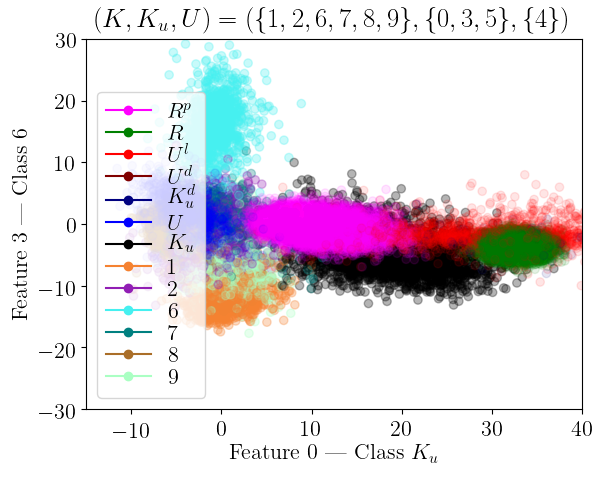 (K, K_u, U) = ({1, 2, 6, 7, 8, 9}, {0, 3, 5}, {4})
Feature 3 — Class 6
30
20
10
0
−10
−20
−30
R^p
R
U^l
U^d
K_u^d
U
K_u
1
2
6
7
8
9
−10 0 10 20 30 40
Feature 0 — Class K_u